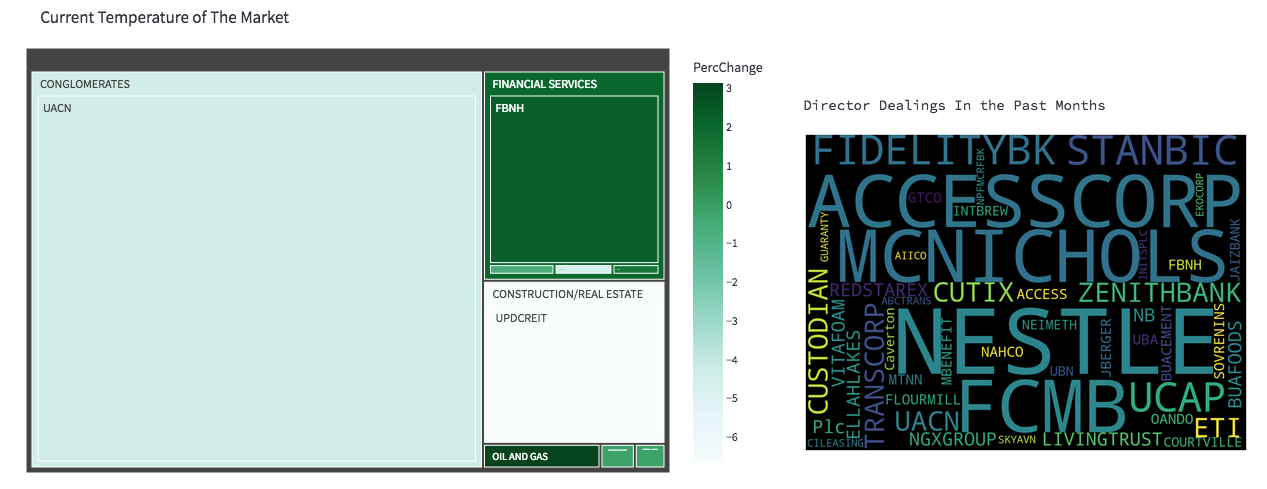 Current Temperature of The Market
CONGLOMERATES
UACN
FINANCIAL SERVICES
FBNH
CONSTRUCTION/REAL ESTATE
UPDCREIT
OIL AND GAS
PercChange
3
2
1
0
−1
−2
−3
−4
−5
−6
Director Dealings In the Past Months
FIDELITYBK
STANBIC
NPFMCRFBK
ACCESSCORP
GTCO
INTBREW
EKOCORP
GUARANTY
MCNICHOLS
AIICO
INITSPLC
FBNH
JAIZBANK
CUSTODIAN
REDSTAREX
ABCTRANS
CUTIX
ACCESS
ZENITHBANK
VITAFOAM
ELLAHLAKES
TRANSCORP
Caverton
NESTLE
NEIMETH
NAHCO
MBENEFIT
UBN
JBERGER
NB
UBA
BUACEMENT
SOVRENINS
BUAFOODS
MTNN
FLOURMILL
UACN
FCMB
UCAP
OANDO
ETI
Plc
CILEASING
NGXGROUP
SKYAVN
LIVINGTRUST
COURTVILLE